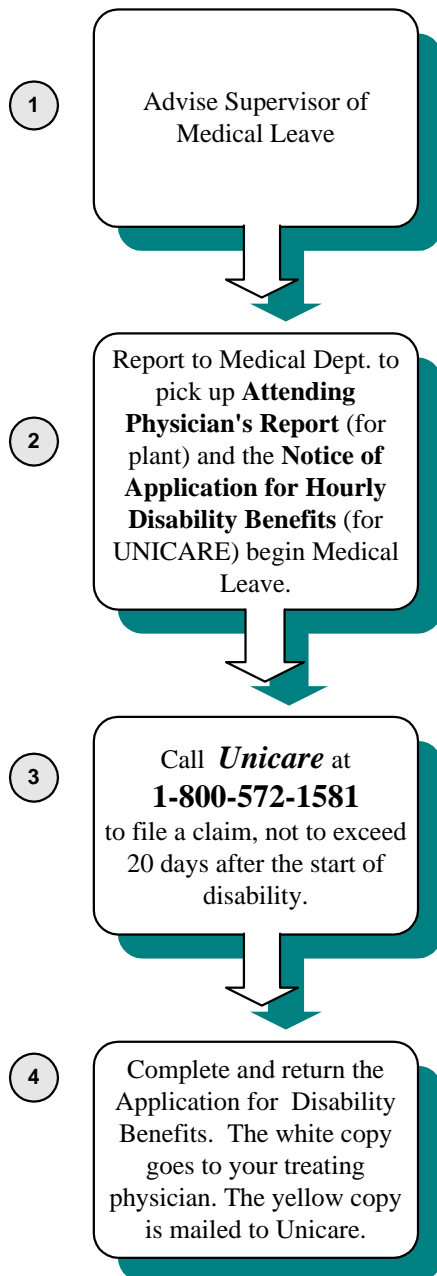 1
Advise Supervisor of
Medical Leave
2
Report to Medical Dept. to
pick up Attending
Physician's Report (for
plant) and the Notice of
Application for Hourly
Disability Benefits (for
UNICARE) begin Medical
Leave.
3
Call Unicare at
1-800-572-1581
to file a claim, not to exceed
20 days after the start of
disability.
4
Complete and return the
Application for Disability
Benefits. The white copy
goes to your treating
physician. The yellow copy
is mailed to Unicare.